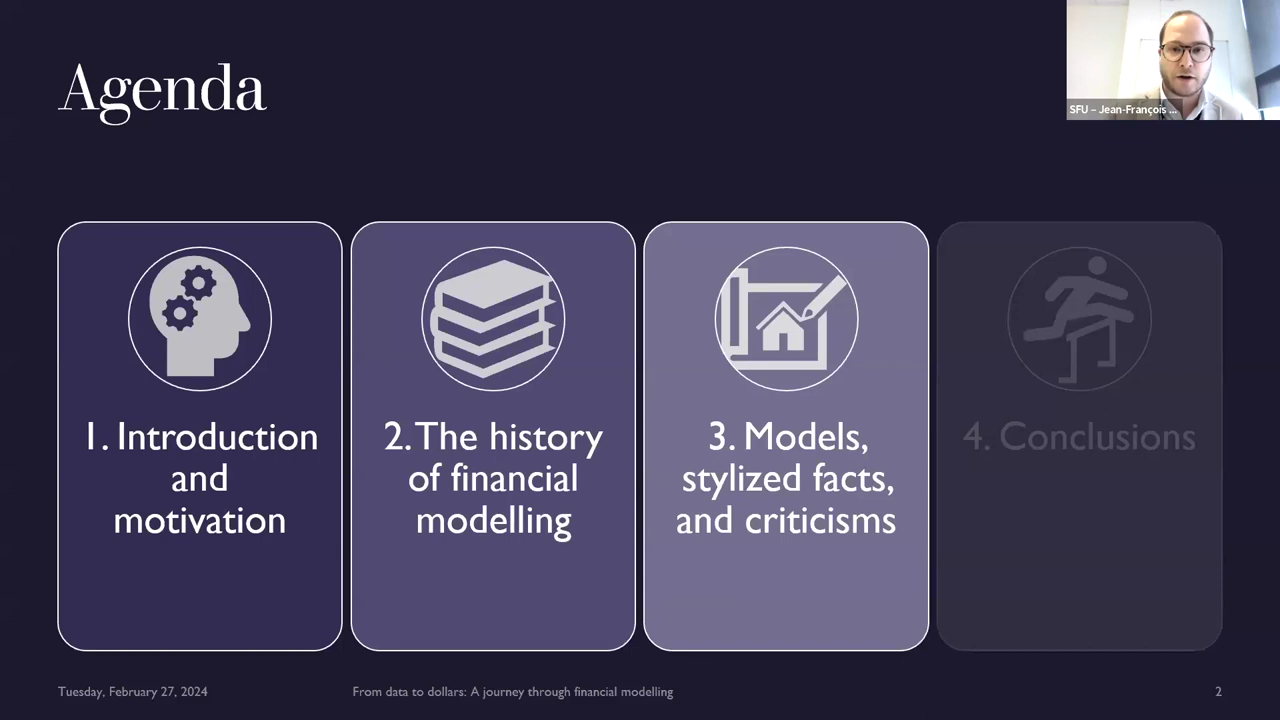 Agenda
SFU – Jean-François ...
1. Introduction
and
motivation
2. The history
of financial
modelling
3. Models,
stylized facts,
and criticisms
4. Conclusions
Tuesday, February 27, 2024
From data to dollars: A journey through financial modelling
2